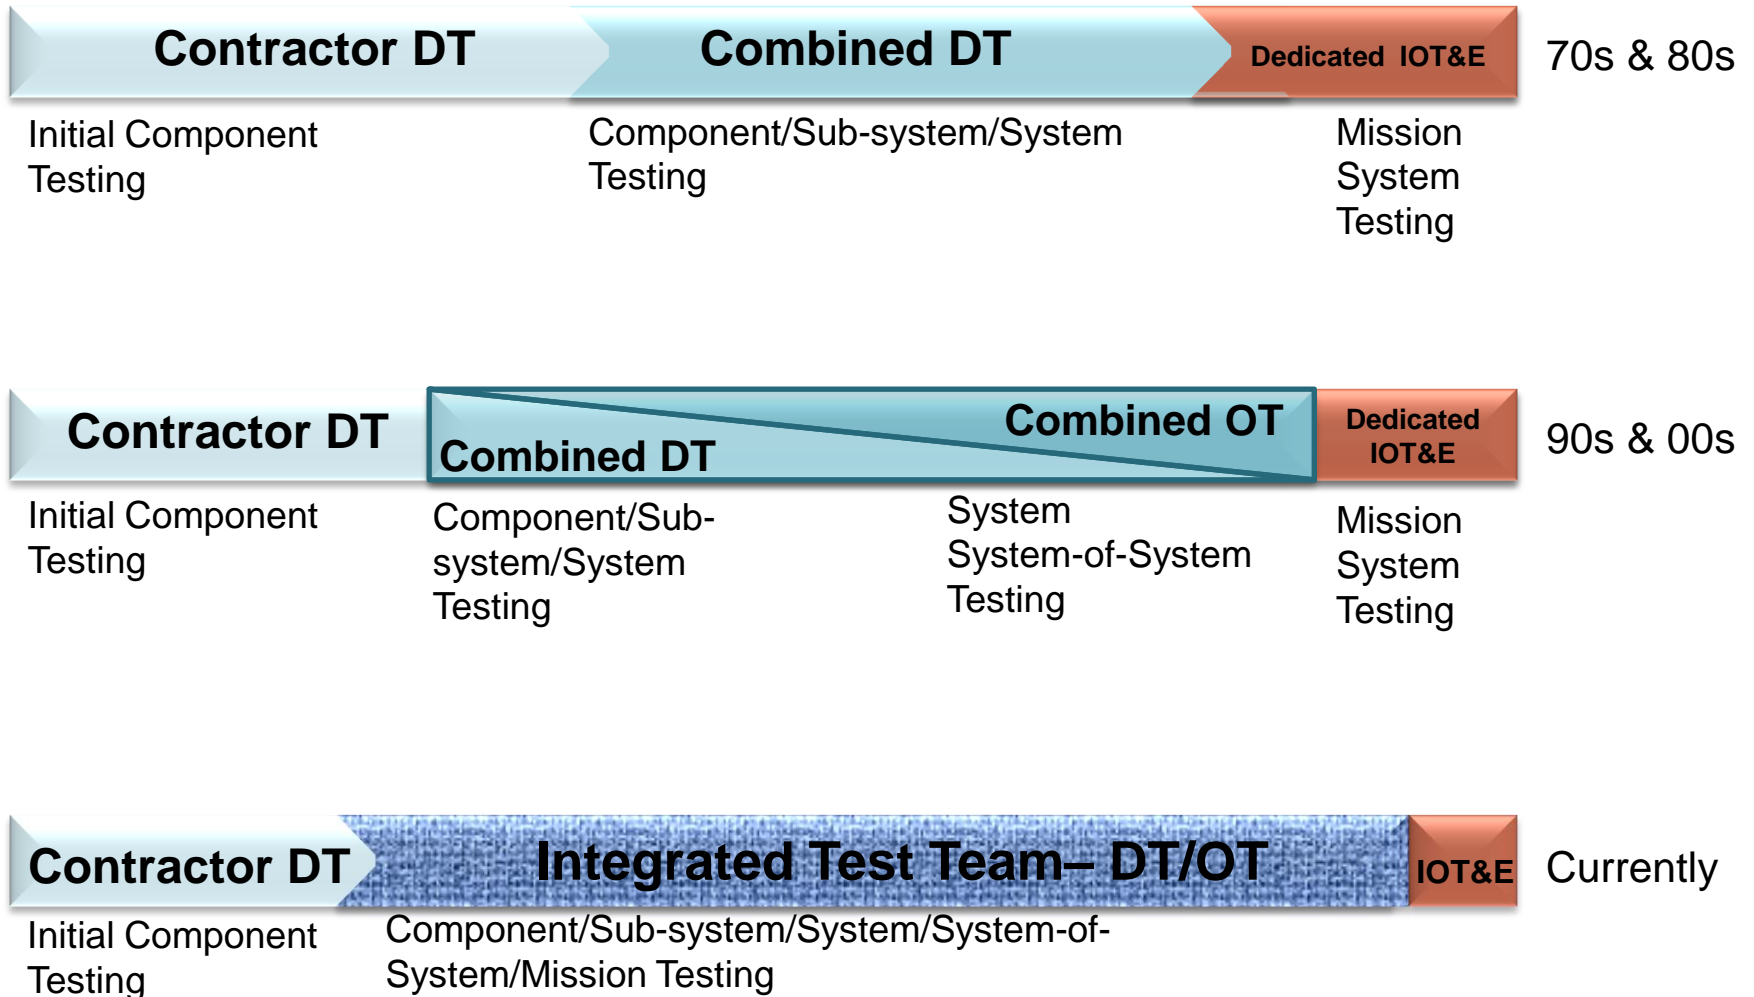 Contractor DT
Combined DT
Dedicated IOT&E
70s & 80s
Initial Component
Testing
Component/Sub-system/System
Testing
Mission
System
Testing
Contractor DT
Combined DT
Combined OT
Dedicated
IOT&E
90s & 00s
Initial Component
Testing
Component/Sub-
system/System
Testing
System
System-of-System
Testing
Mission
System
Testing
Contractor DT
Integrated Test Team– DT/OT
IOT&E
Currently
Initial Component
Testing
Component/Sub-system/System/System-of-
System/Mission Testing